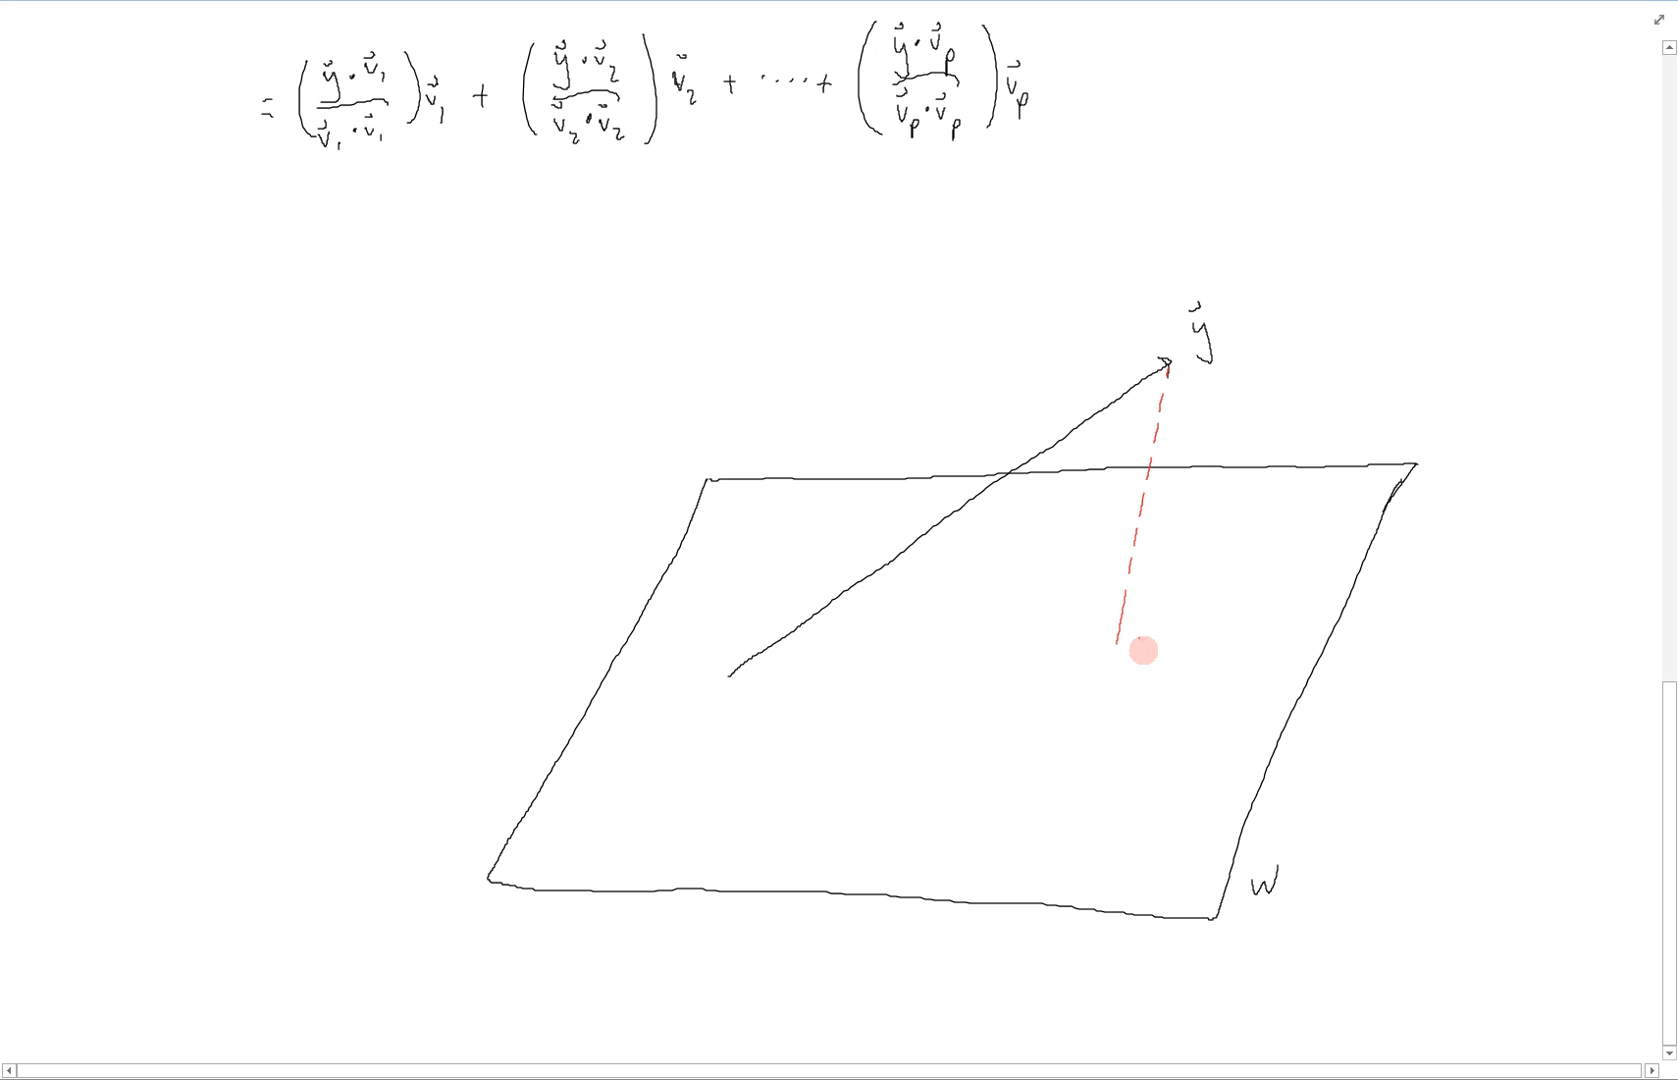 = (y⃗ · v⃗₁ / v⃗₁ · v⃗₁) v⃗₁ + (y⃗ · v⃗₂ / v⃗₂ · v⃗₂) v⃗₂ + ····· + (y⃗ · v⃗ₚ / v⃗ₚ · v⃗ₚ) v⃗ₚ
y⃗
W